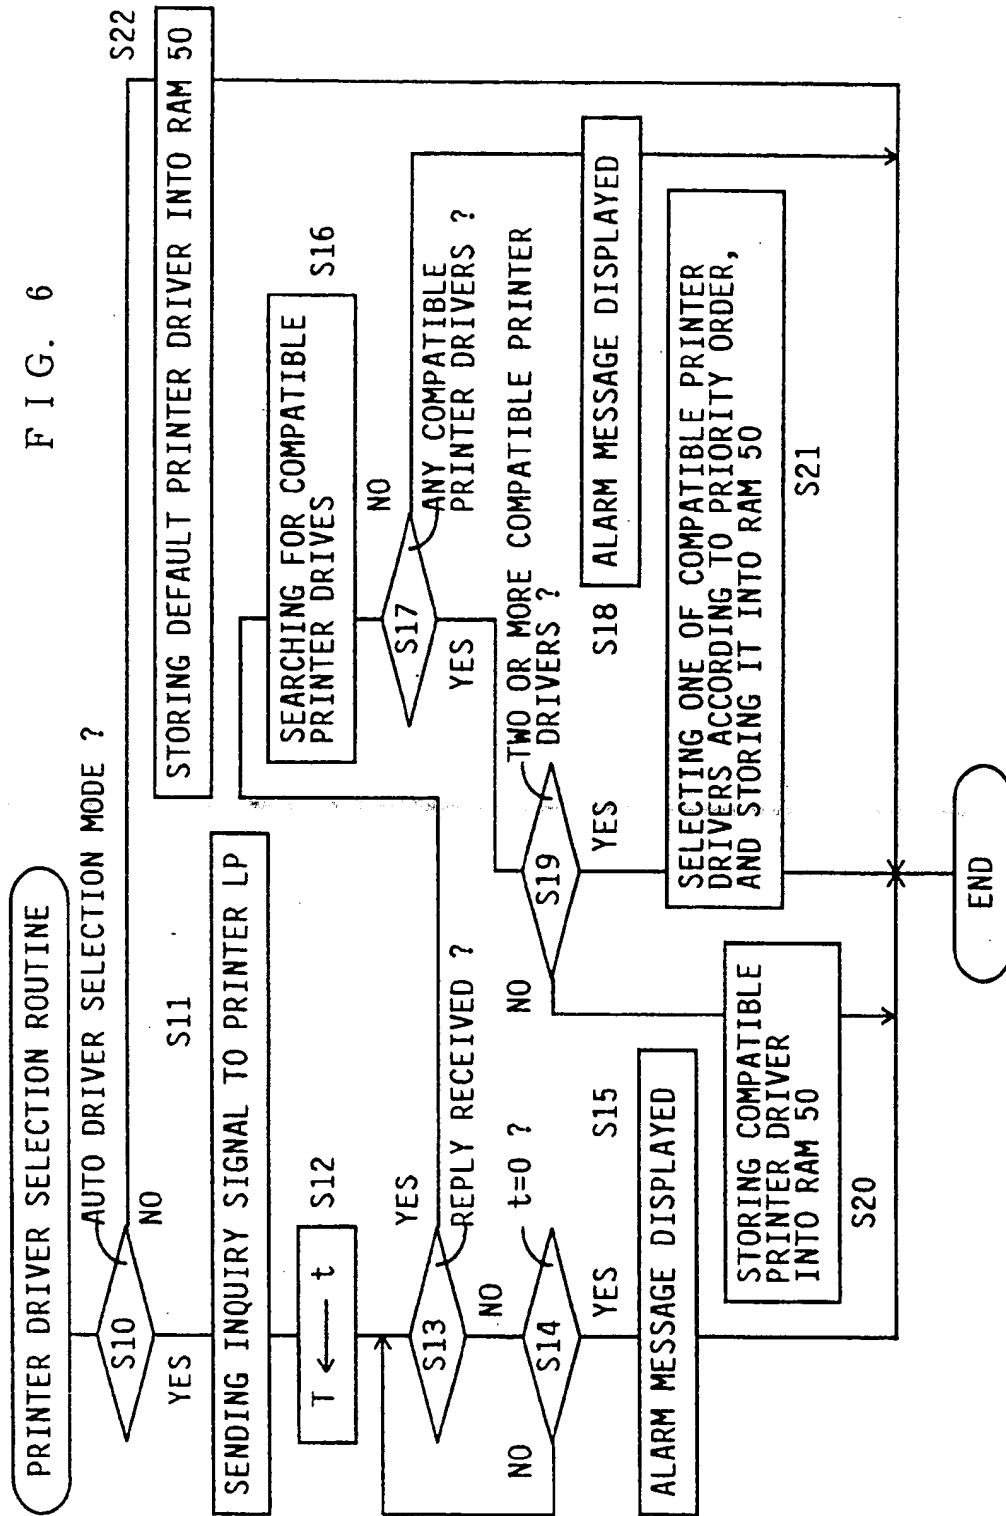 F I G. 6
PRINTER DRIVER SELECTION ROUTINE
AUTO DRIVER SELECTION MODE ?
S10
NO
YES
S22
STORING DEFAULT PRINTER DRIVER INTO RAM 50
S11
SENDING INQUIRY SIGNAL TO PRINTER LP
T ← t
S12
S13
YES
REPLY RECEIVED ?
NO
S14
t=0 ?
NO
YES
S15
ALARM MESSAGE DISPLAYED
S16
SEARCHING FOR COMPATIBLE
PRINTER DRIVES
S17
NO
ANY COMPATIBLE
PRINTER DRIVERS ?
YES
S18
ALARM MESSAGE DISPLAYED
S19
TWO OR MORE COMPATIBLE PRINTER
DRIVERS ?
NO
YES
STORING COMPATIBLE
PRINTER DRIVER
INTO RAM 50
S20
SELECTING ONE OF COMPATIBLE PRINTER
DRIVERS ACCORDING TO PRIORITY ORDER,
AND STORING IT INTO RAM 50
S21
END